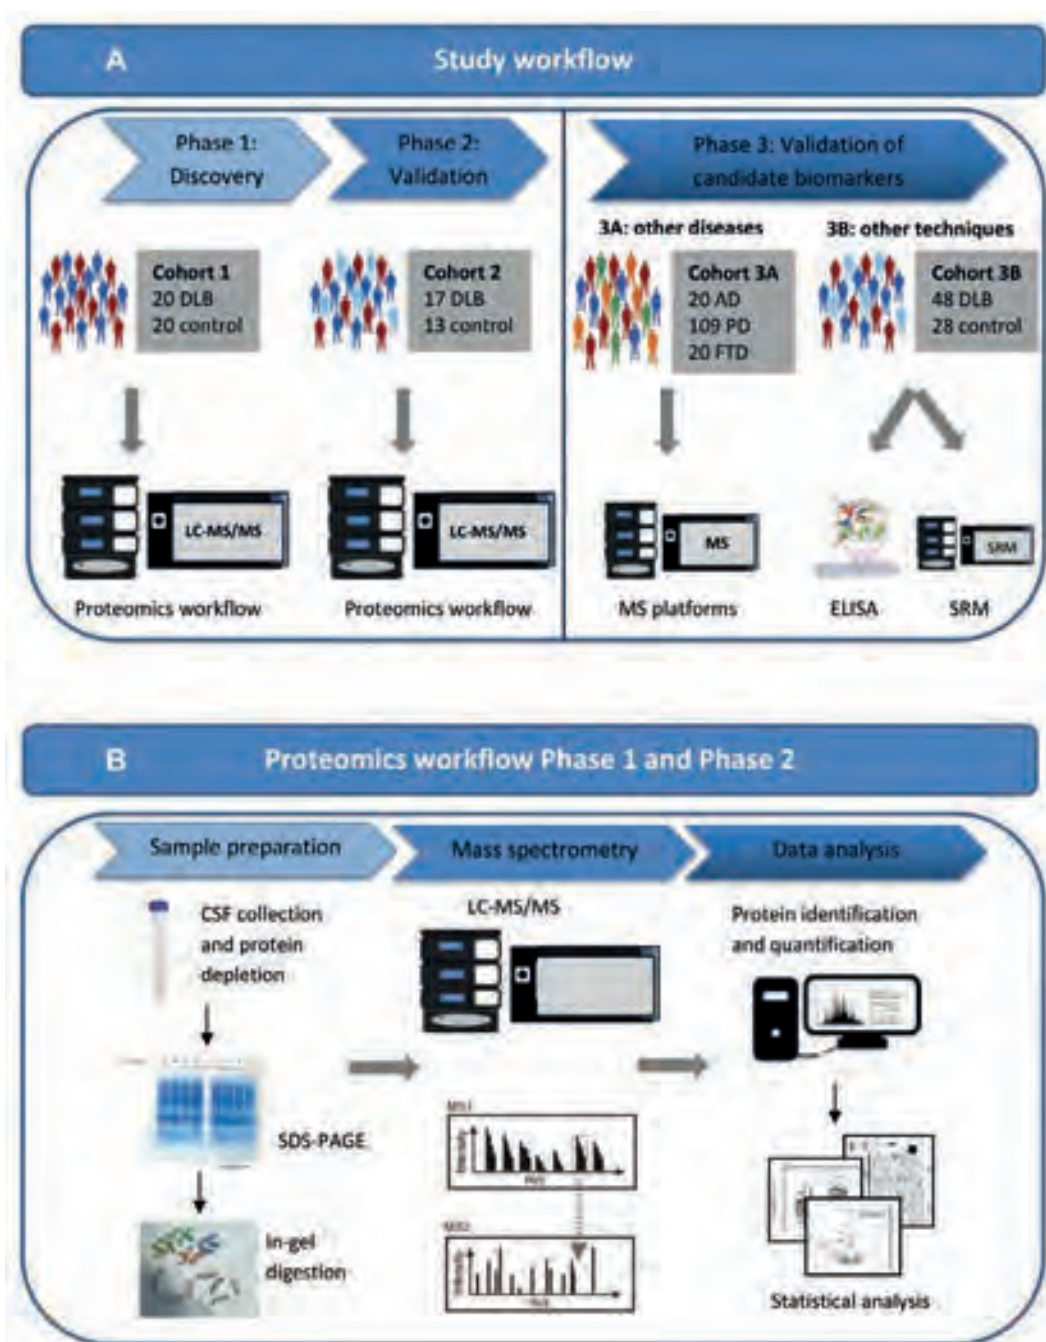 A Study workflow
Phase 1:
Discovery
Phase 2:
Validation
Phase 3: Validation of
candidate biomarkers
3A: other diseases
3B: other techniques
Cohort 1
20 DLB
20 control
Cohort 2
17 DLB
13 control
Cohort 3A
20 AD
109 PD
20 FTD
Cohort 3B
48 DLB
28 control
LC-MS/MS
LC-MS/MS
MS
SRM
Proteomics workflow
Proteomics workflow
MS platforms
ELISA
SRM
B Proteomics workflow Phase 1 and Phase 2
Sample preparation
Mass spectrometry
Data analysis
CSF collection
and protein
depletion
LC-MS/MS
Protein identification
and quantification
SDS-PAGE
In-gel
digestion
MS1
Intensity
MS2
Intensity
Statistical analysis